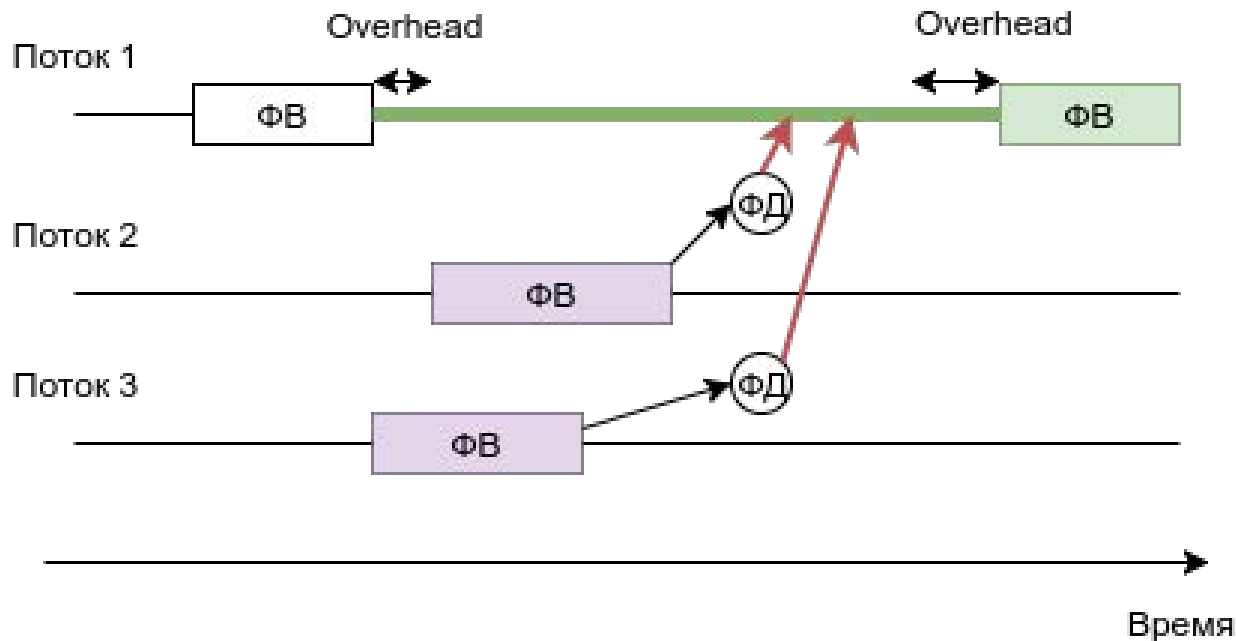 Overhead
Overhead
Поток 1
ФВ
ФВ
ФД
Поток 2
ФВ
ФД
Поток 3
ФВ
Время